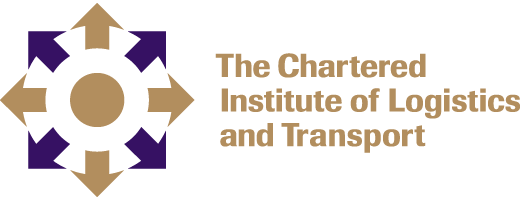 The Chartered
Institute of Logistics
and Transport